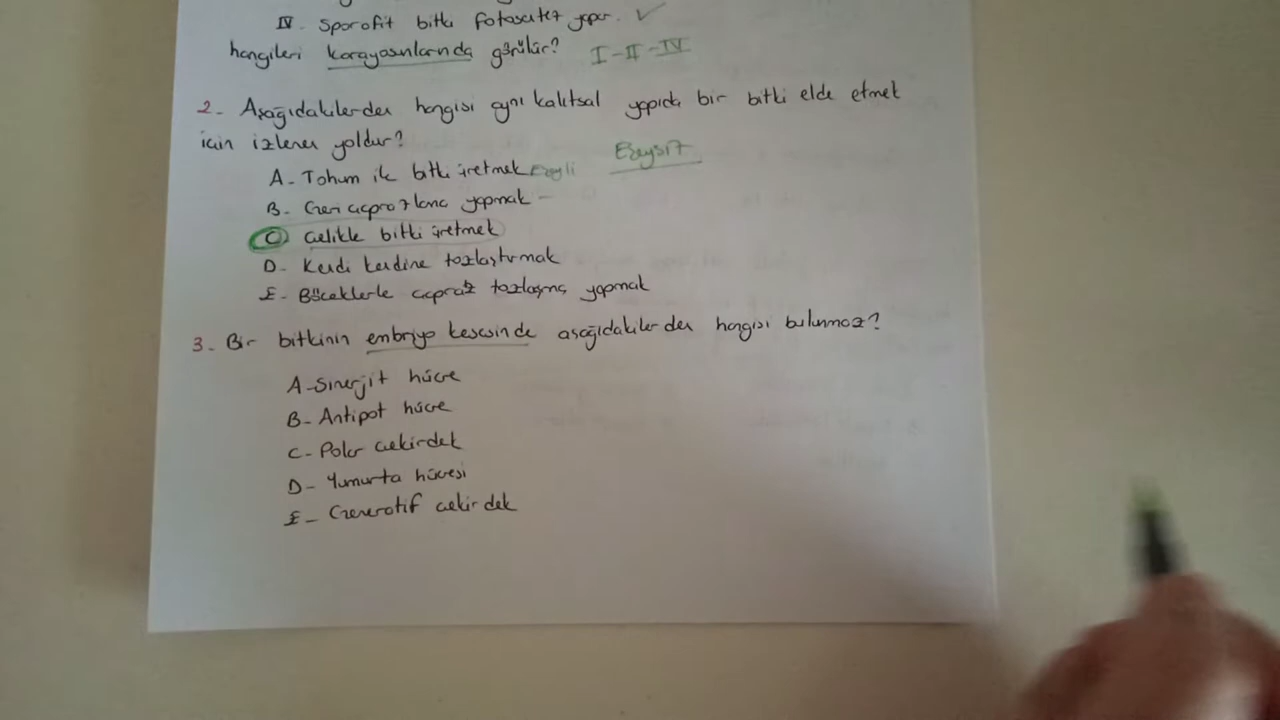 IV. Sporofit bitki fotosentez yapar. ✓
hangileri karayosunlarında görülür? I-II-IV
2- Aşağıdakilerden hangisi aynı kalıtsal yapıda bir bitki elde etmek
için izlenen yoldur?
A- Tohum ile bitki üretmek Eşeyli Eşeysiz
B- Geri çaprazlama yapmak -
C- Çelikle bitki üretmek
D- Kendi kendine tozlaştırmak
E- Böceklerle çapraz tozlaşma yapmak
3- Bir bitkinin embriyo kesesinde aşağıdakilerden hangisi bulunmaz?
A- Sinerjit hücre
B- Antipot hücre
C- Polar çekirdek
D- Yumurta hücresi
E- Generatif çekirdek